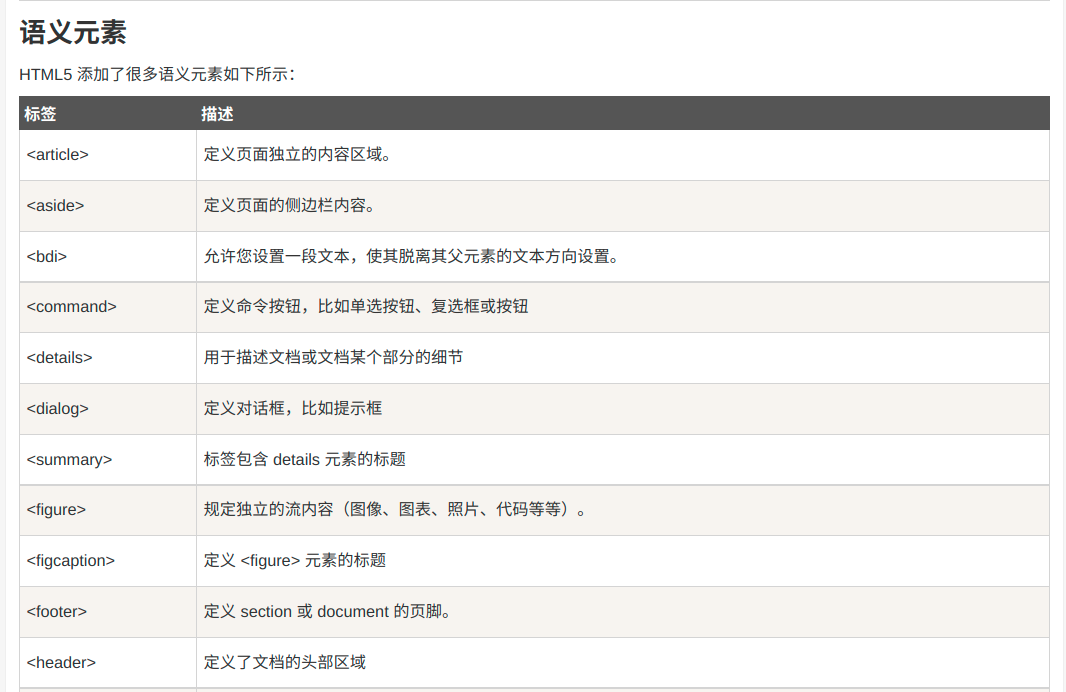 语义元素
HTML5 添加了很多语义元素如下所示：
标签 描述
<article> 定义页面独立的内容区域。
<aside> 定义页面的侧边栏内容。
<bdi> 允许您设置一段文本，使其脱离其父元素的文本方向设置。
<command> 定义命令按钮，比如单选按钮、复选框或按钮
<details> 用于描述文档或文档某个部分的细节
<dialog> 定义对话框，比如提示框
<summary> 标签包含 details 元素的标题
<figure> 规定独立的流内容（图像、图表、照片、代码等等）。
<figcaption> 定义 <figure> 元素的标题
<footer> 定义 section 或 document 的页脚。
<header> 定义了文档的头部区域